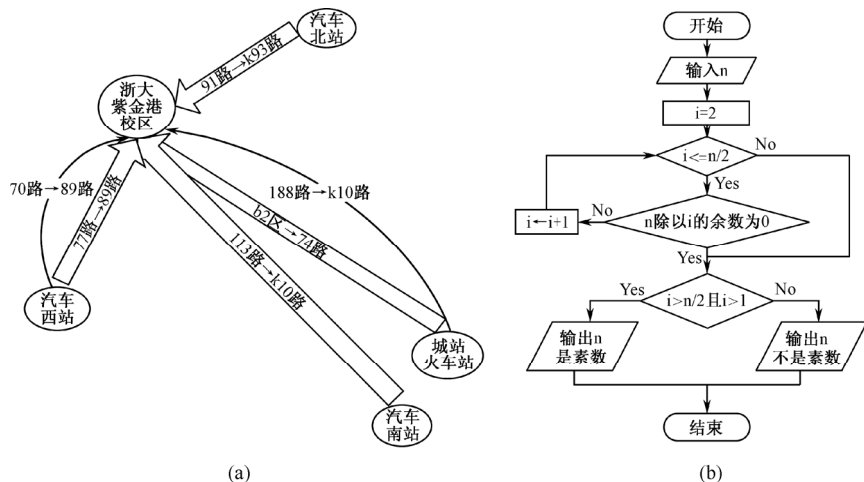 汽车
北站
91路→k93路
浙大
紫金港
校区
70路→89路
77路→89路
188路→k10路
b2区→74路
113路→k10路
汽车
西站
城站
火车站
汽车
南站
(a)
开始
输入n
i=2
i<=n/2
No
Yes
i←i+1
No
n除以i的余数为0
Yes
Yes
i>n/2且i>1
No
输出n
是素数
输出n
不是素数
结束
(b)